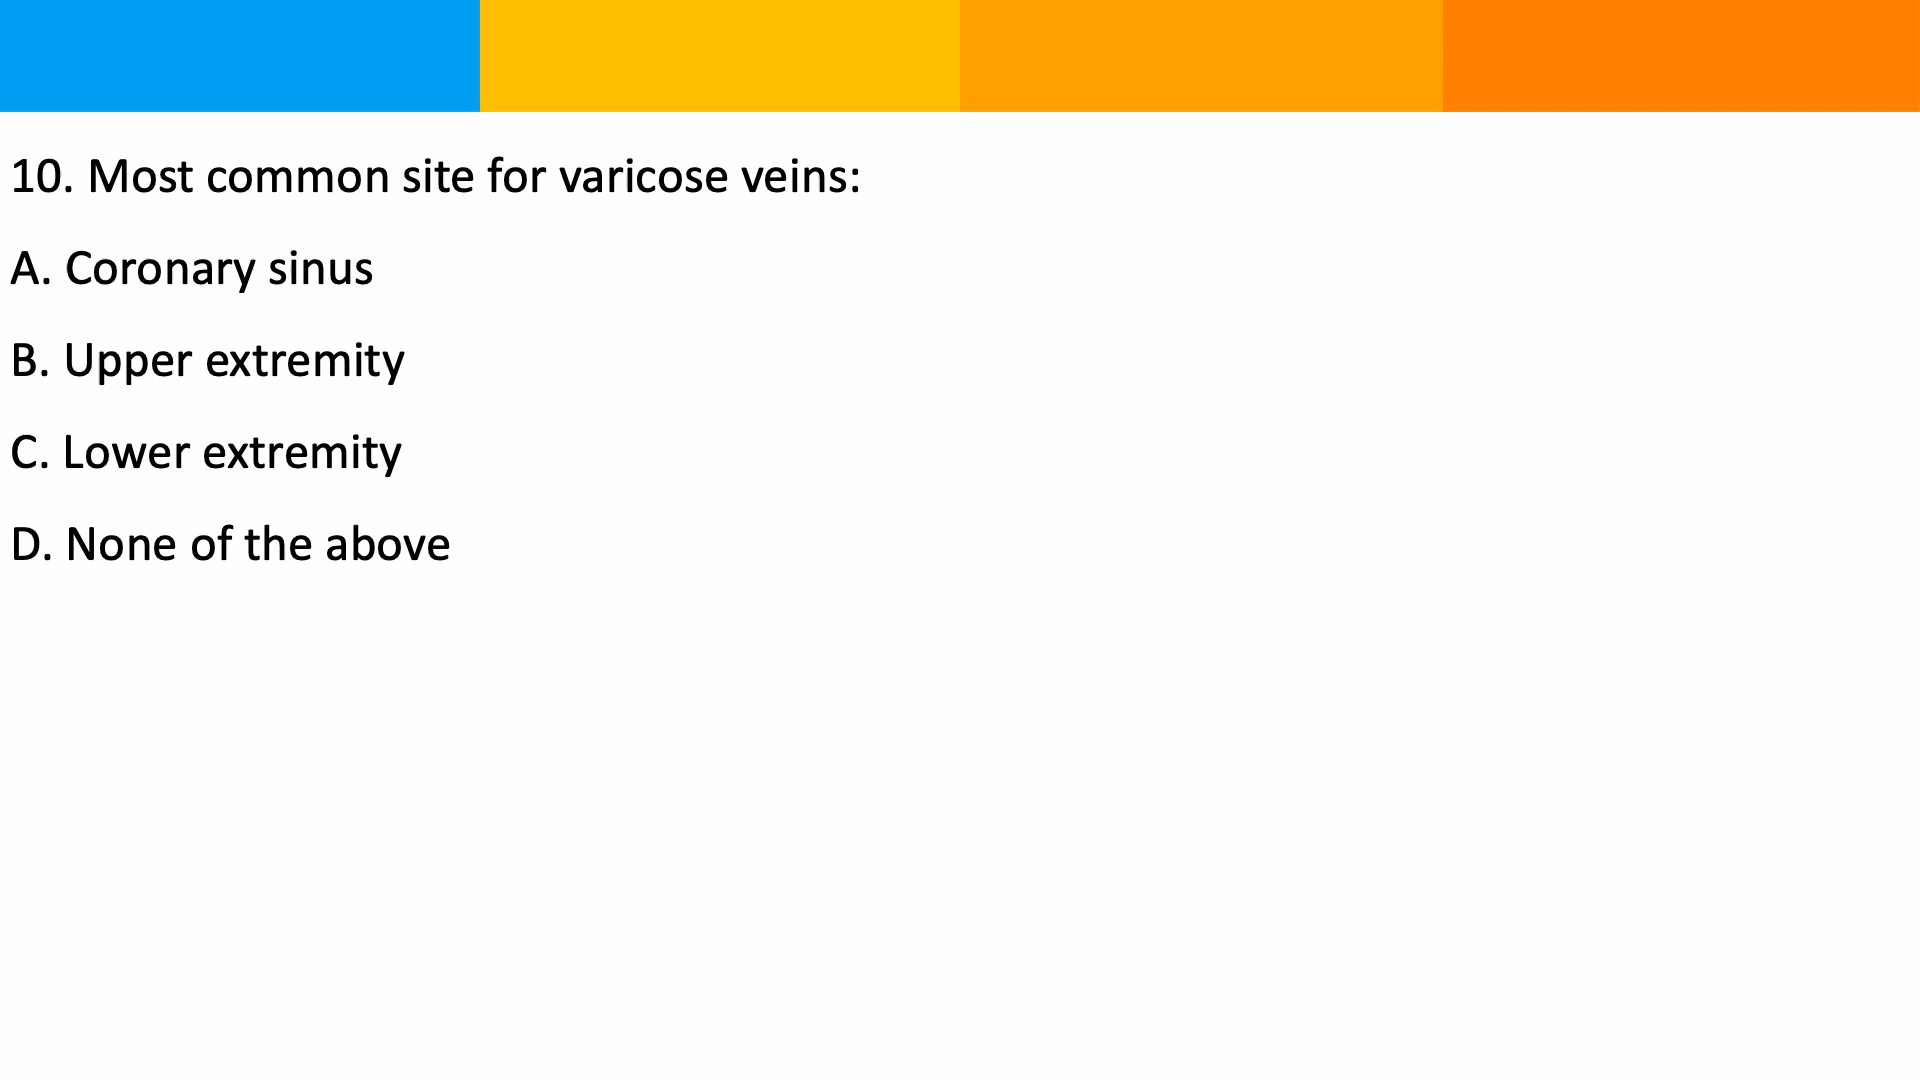 10. Most common site for varicose veins:
A. Coronary sinus
B. Upper extremity
C. Lower extremity
D. None of the above